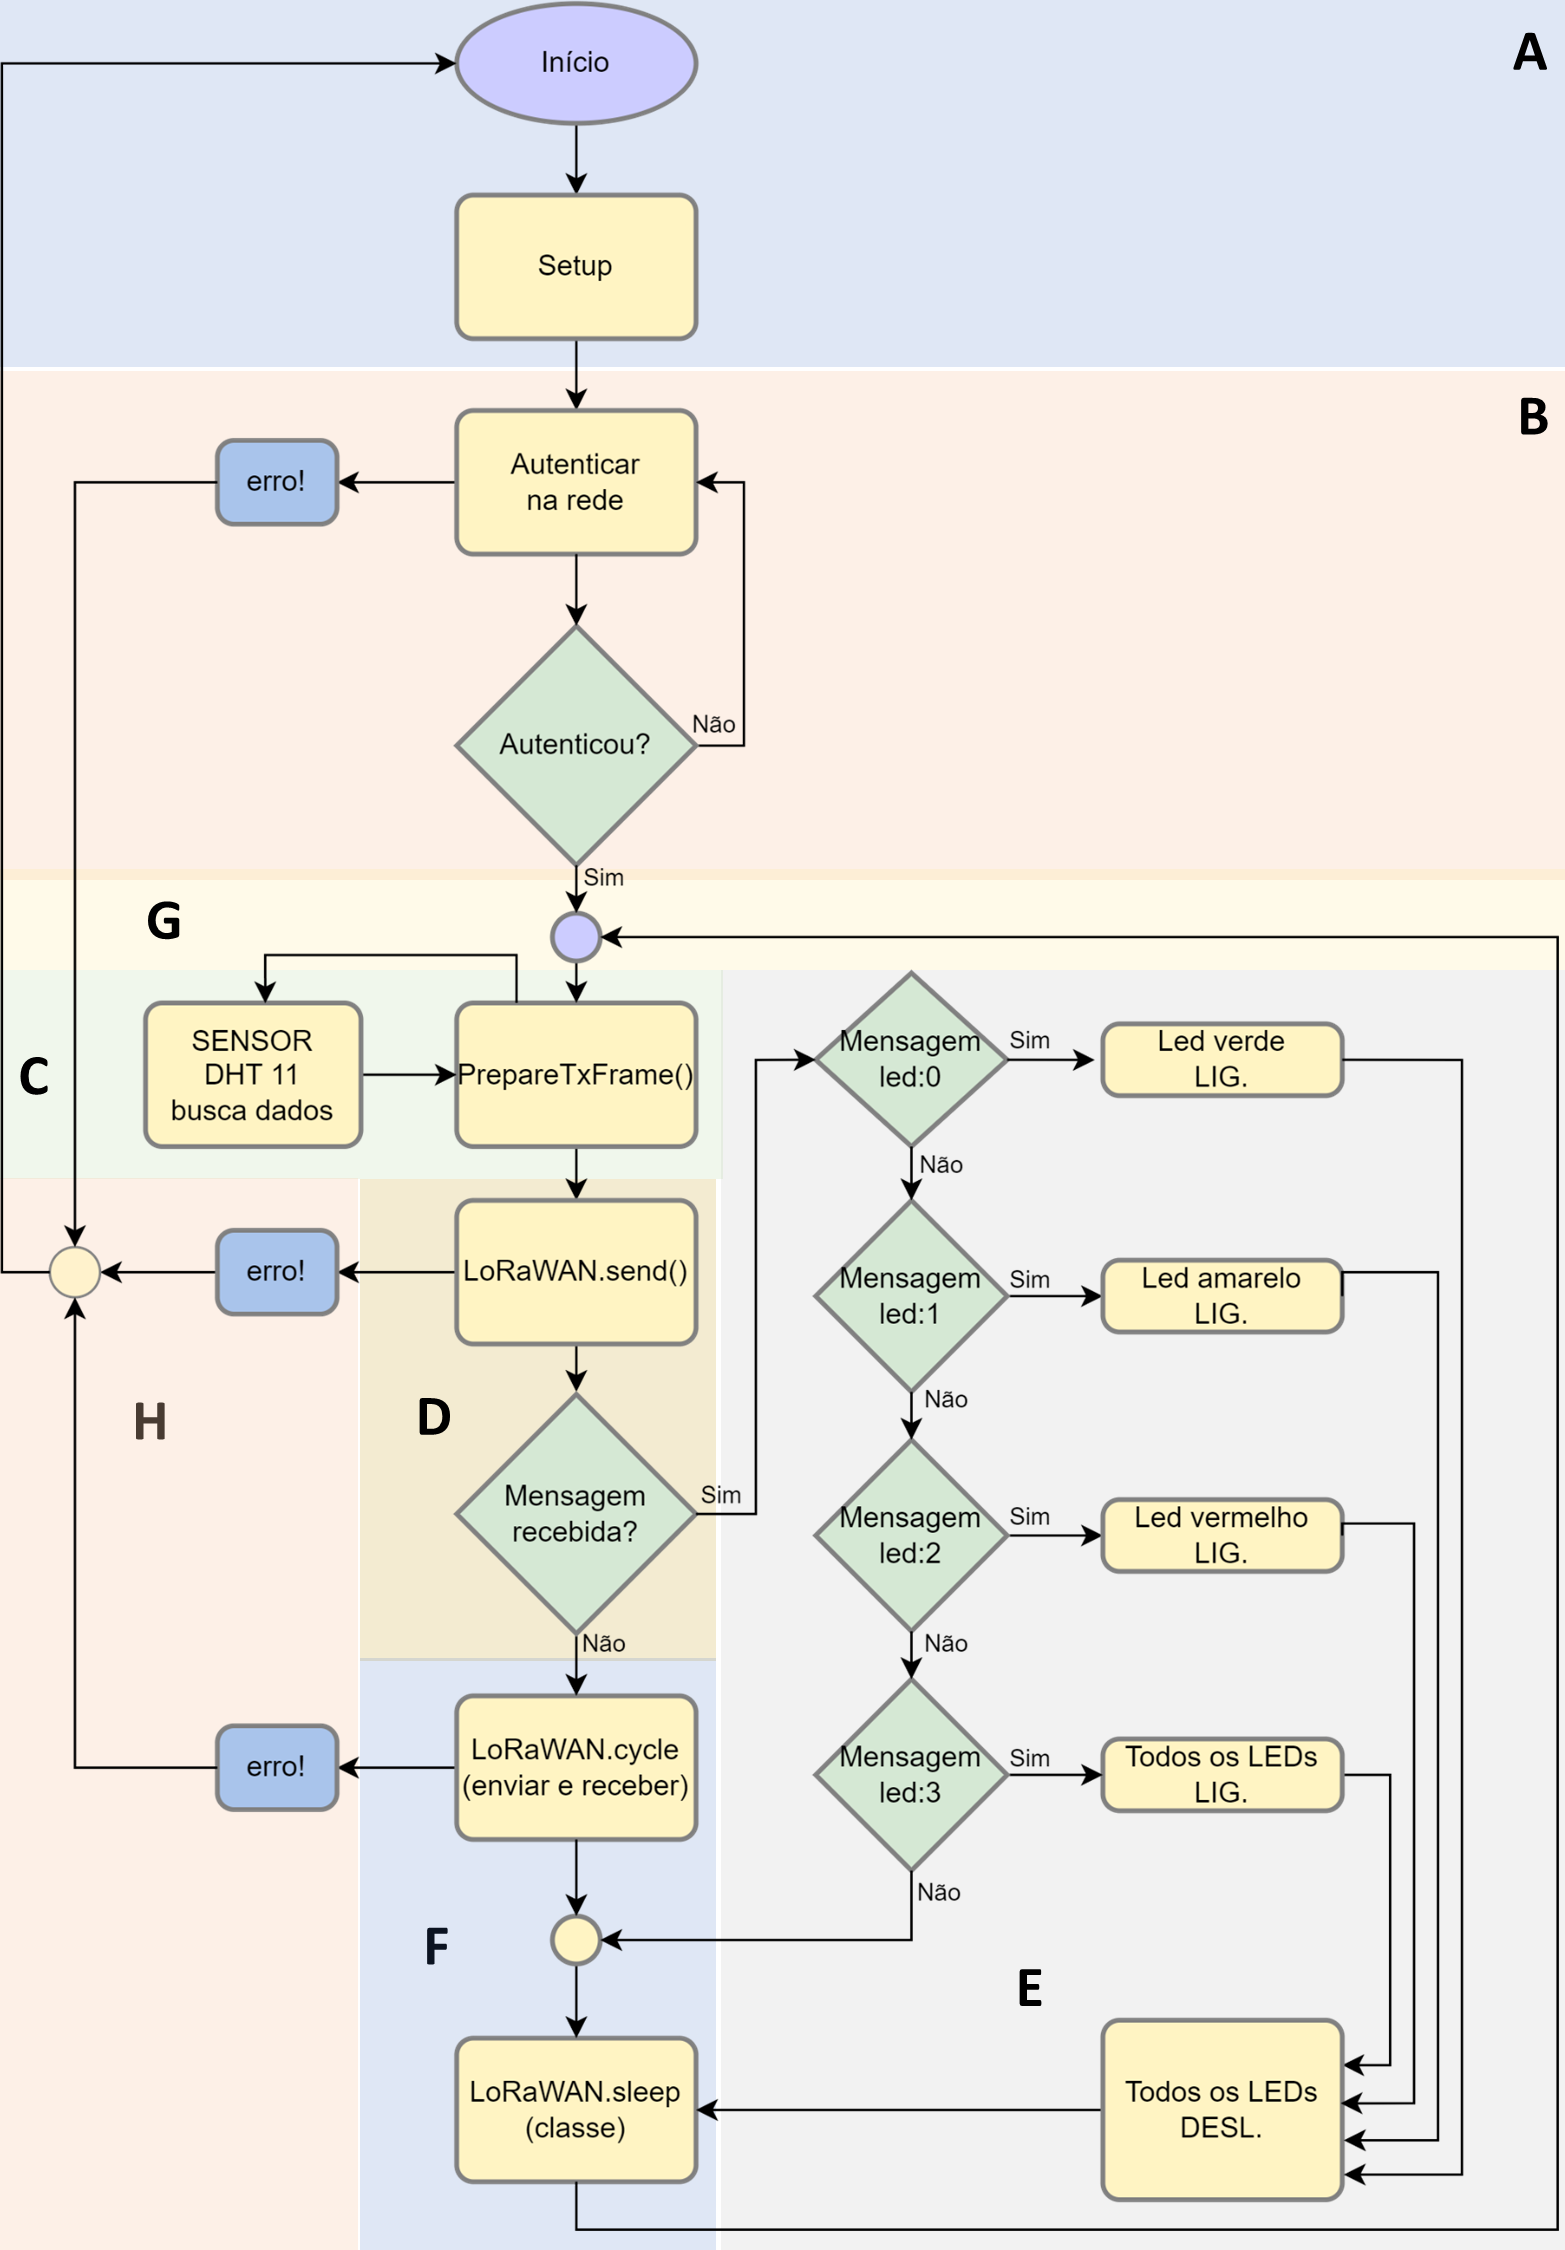 Início
A
Setup
B
Autenticar
na rede
erro!
Autenticou?
Não
Sim
G
C
SENSOR
DHT 11
busca dados
PrepareTxFrame()
Mensagem
led:0
Sim
Led verde
LIG.
Não
erro!
LoRaWAN.send()
Mensagem
led:1
Sim
Led amarelo
LIG.
Não
H
D
Mensagem
recebida?
Sim
Não
Mensagem
led:2
Sim
Led vermelho
LIG.
Não
erro!
LoRaWAN.cycle
(enviar e receber)
Mensagem
led:3
Sim
Todos os LEDs
LIG.
Não
F
E
LoRaWAN.sleep
(classe)
Todos os LEDs
DESL.